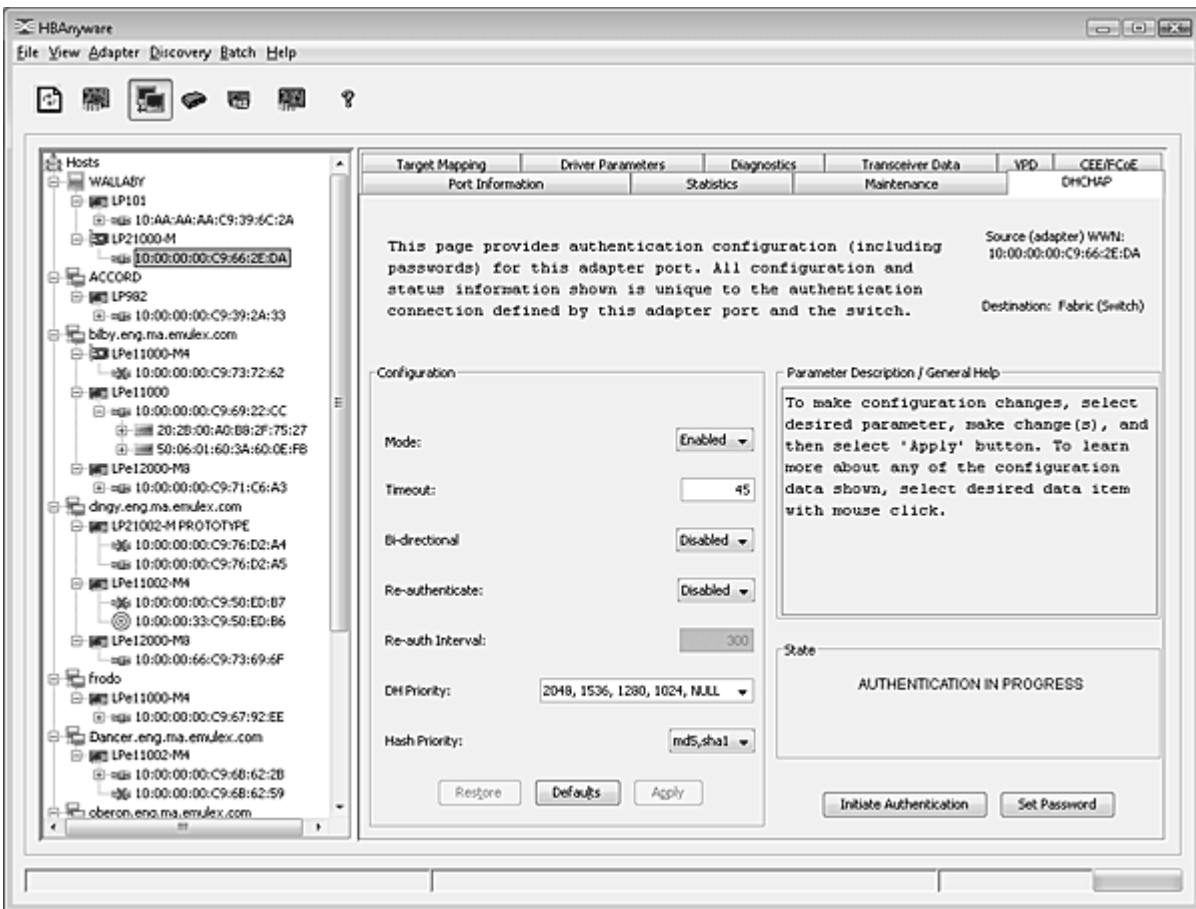 HBAnyware
File View Adapter Discovery Batch Help
?
Hosts
WALLABY
LP101
10:AA:AA:AA:C9:39:6C:2A
LP21000-M
10:00:00:00:C9:66:2E:DA
ACCORD
LP982
10:00:00:00:C9:39:2A:33
bilby.eng.ma.emulex.com
LPe11000-M4
10:00:00:00:C9:73:72:62
LPe11000
10:00:00:00:C9:69:22:CC
20:2B:00:A0:B8:2F:75:27
50:06:01:60:3A:60:0E:FB
LPe12000-M8
10:00:00:00:C9:71:C6:A3
dngy.eng.ma.emulex.com
LP21002-M PROTOTYPE
10:00:00:00:C9:76:D2:A4
10:00:00:00:C9:76:D2:A5
LPe11002-M4
10:00:00:00:C9:50:ED:B7
10:00:00:33:C9:50:ED:B6
LPe12000-M8
10:00:00:66:C9:73:69:6F
frodo
LPe11000-M4
10:00:00:00:C9:67:92:EE
Dancer.eng.ma.emulex.com
LPe11002-M4
10:00:00:00:C9:6B:62:2B
10:00:00:00:C9:6B:62:59
oberon.eng.ma.emulex.com
Target Mapping Driver Parameters Diagnostics Transceiver Data VPD CEE/FCoE
Port Information Statistics Maintenance DHCHAP
This page provides authentication configuration (including
passwords) for this adapter port. All configuration and
status information shown is unique to the authentication
connection defined by this adapter port and the switch.
Source (adapter) WWN:
10:00:00:00:C9:66:2E:DA
Destination: Fabric (Switch)
Configuration
Mode: Enabled
Timeout: 45
Bi-directional Disabled
Re-authenticate: Disabled
Re-auth Interval: 300
DH Priority: 2048, 1536, 1280, 1024, NULL
Hash Priority: md5,sha1
Restore Defaults Apply
Parameter Description / General Help
To make configuration changes, select
desired parameter, make change(s), and
then select 'Apply' button. To learn
more about any of the configuration
data shown, select desired data item
with mouse click.
State
AUTHENTICATION IN PROGRESS
Initiate Authentication Set Password